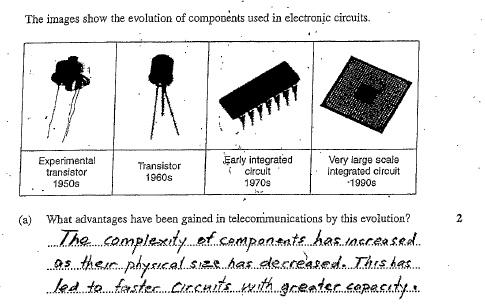 The images show the evolution of components used in electronic circuits.
Experimental transistor 1950s
Transistor 1960s
Early integrated circuit 1970s
Very large scale integrated circuit 1990s
(a) What advantages have been gained in telecommunications by this evolution? 2
The complexity of components has increased
as their physical size has decreased. This has
led to faster circuits with greater capacity.